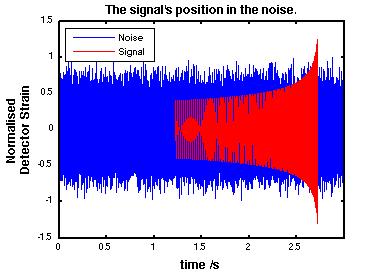 The signal's position in the noise.
1.5
Noise
Signal
1
0.5
0
-0.5
-1
-1.5
Normalised
Detector Strain
0 0.5 1 1.5 2 2.5
time /s